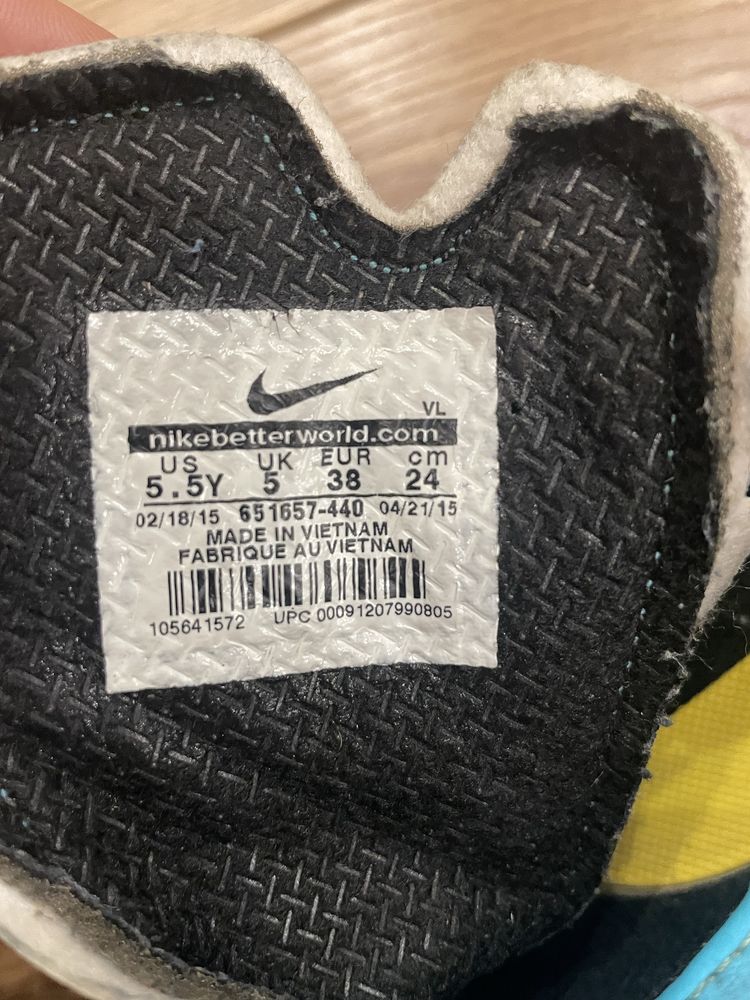 VL
nikebetterworld.com
US UK EUR cm
5.5Y 5 38 24
02/18/15 651657-440 04/21/15
MADE IN VIETNAM
FABRIQUE AU VIETNAM
105641572 UPC 00091207990805